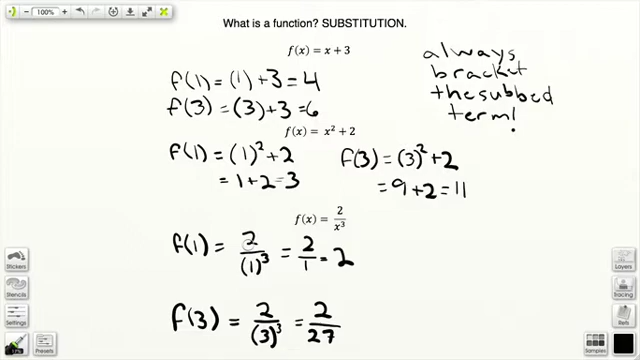 100%
What is a function? SUBSTITUTION.
f(x) = x + 3
always
bracket
the subbed
term!
f(1) = (1) + 3 = 4
f(3) = (3) + 3 = 6
f(x) = x² + 2
f(1) = (1)² + 2
= 1 + 2 = 3
f(3) = (3)² + 2
= 9 + 2 = 11
f(x) = 2/x³
f(1) = 2/(1)³ = 2/1 = 2
f(3) = 2/(3)³ = 2/27
Stickers
Stencils
Settings
Presets
Layers
Tracing
Refs
Samples